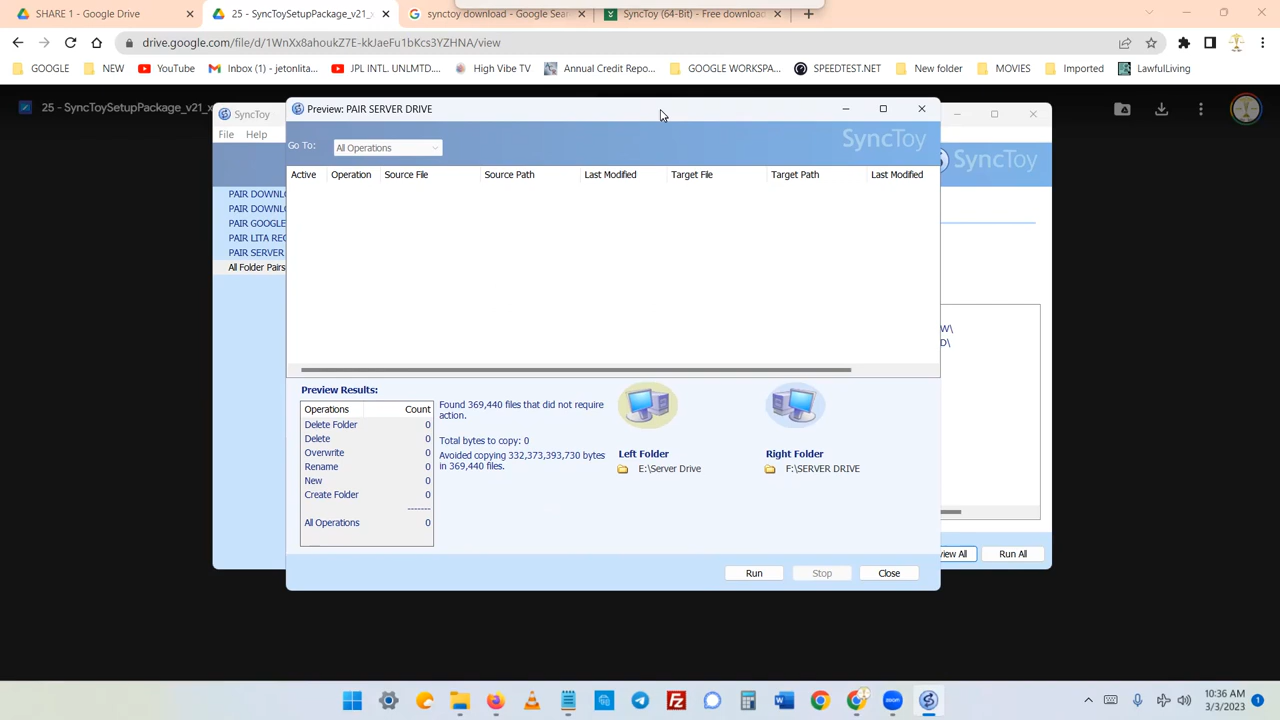 SHARE 1 - Google Drive
25 - SyncToySetupPackage_v21_x
synctoy download - Google Sea
SyncToy (64-Bit) - Free download
drive.google.com/file/d/1WnXx8ahoukZ7E-kkJaeFu1bKcs3YZHNA/view
GOOGLE NEW YouTube Inbox (1) - jetonlita... JPL INTL. UNLMTD.... High Vibe TV Annual Credit Repo... GOOGLE WORKSPA... SPEEDTEST.NET New folder MOVIES Imported LawfulLiving
25 - SyncToySetupPackage_v21_x
SyncToy
File Help
PAIR DOWNL
PAIR DOWNL
PAIR GOOGLE
PAIR LITA REC
PAIR SERVER
All Folder Pairs
SyncToy
W\
D\
view All
Run All
Preview: PAIR SERVER DRIVE
Go To: All Operations
SyncToy
Active Operation Source File Source Path Last Modified Target File Target Path Last Modified
Preview Results:
Operations Count
Delete Folder 0
Delete 0
Overwrite 0
Rename 0
New 0
Create Folder 0
-------
All Operations 0
Found 369,440 files that did not require
action.
Total bytes to copy: 0
Avoided copying 332,373,393,730 bytes
in 369,440 files.
Left Folder
E:\Server Drive
Right Folder
F:\SERVER DRIVE
Run Stop Close
10:36 AM
3/3/2023
1